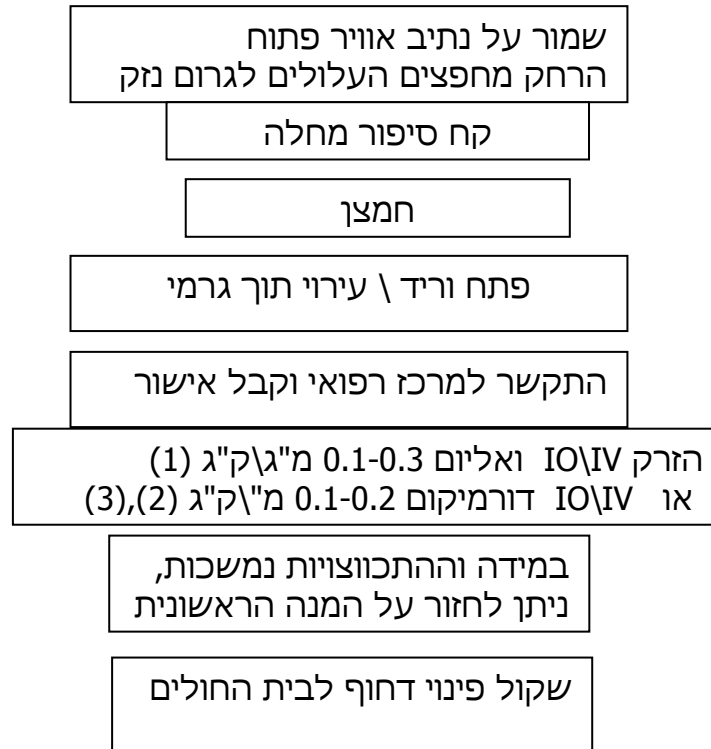 שמור על נתיב אוויר פתוח
הרחק מחפצים העלולים לגרום נזק
קח סיפור מחלה
חמצן
פתח וריד \ עירוי תוך גרמי
התקשר למרכז רפואי וקבל אישור
הזרק IO\IV ואליום 0.1-0.3 מ"ג\ק"ג (1)
או IO\IV דורמיקום 0.1-0.2 מ"\ק"ג (2),(3)
במידה וההתכווצויות נמשכות,
ניתן לחזור על המנה הראשונית
שקול פינוי דחוף לבית החולים